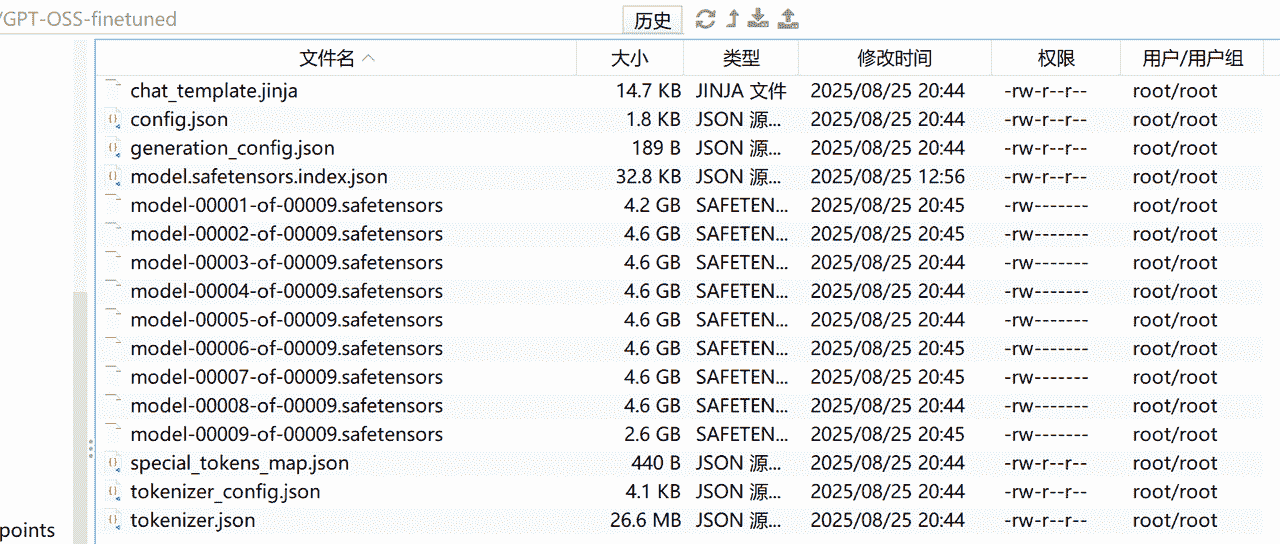 /GPT-OSS-finetuned 历史
文件名 大小 类型 修改时间 权限 用户/用户组
chat_template.jinja 14.7 KB JINJA 文件 2025/08/25 20:44 -rw-r--r-- root/root
config.json 1.8 KB JSON 源... 2025/08/25 20:44 -rw-r--r-- root/root
generation_config.json 189 B JSON 源... 2025/08/25 20:44 -rw-r--r-- root/root
model.safetensors.index.json 32.8 KB JSON 源... 2025/08/25 12:56 -rw-r--r-- root/root
model-00001-of-00009.safetensors 4.2 GB SAFETEN... 2025/08/25 20:45 -rw------- root/root
model-00002-of-00009.safetensors 4.6 GB SAFETEN... 2025/08/25 20:45 -rw------- root/root
model-00003-of-00009.safetensors 4.6 GB SAFETEN... 2025/08/25 20:44 -rw------- root/root
model-00004-of-00009.safetensors 4.6 GB SAFETEN... 2025/08/25 20:44 -rw------- root/root
model-00005-of-00009.safetensors 4.6 GB SAFETEN... 2025/08/25 20:44 -rw------- root/root
model-00006-of-00009.safetensors 4.6 GB SAFETEN... 2025/08/25 20:45 -rw------- root/root
model-00007-of-00009.safetensors 4.6 GB SAFETEN... 2025/08/25 20:45 -rw------- root/root
model-00008-of-00009.safetensors 4.6 GB SAFETEN... 2025/08/25 20:44 -rw------- root/root
model-00009-of-00009.safetensors 2.6 GB SAFETEN... 2025/08/25 20:45 -rw------- root/root
special_tokens_map.json 440 B JSON 源... 2025/08/25 20:44 -rw-r--r-- root/root
tokenizer_config.json 4.1 KB JSON 源... 2025/08/25 20:44 -rw-r--r-- root/root
tokenizer.json 26.6 MB JSON 源... 2025/08/25 20:44 -rw-r--r-- root/root
points